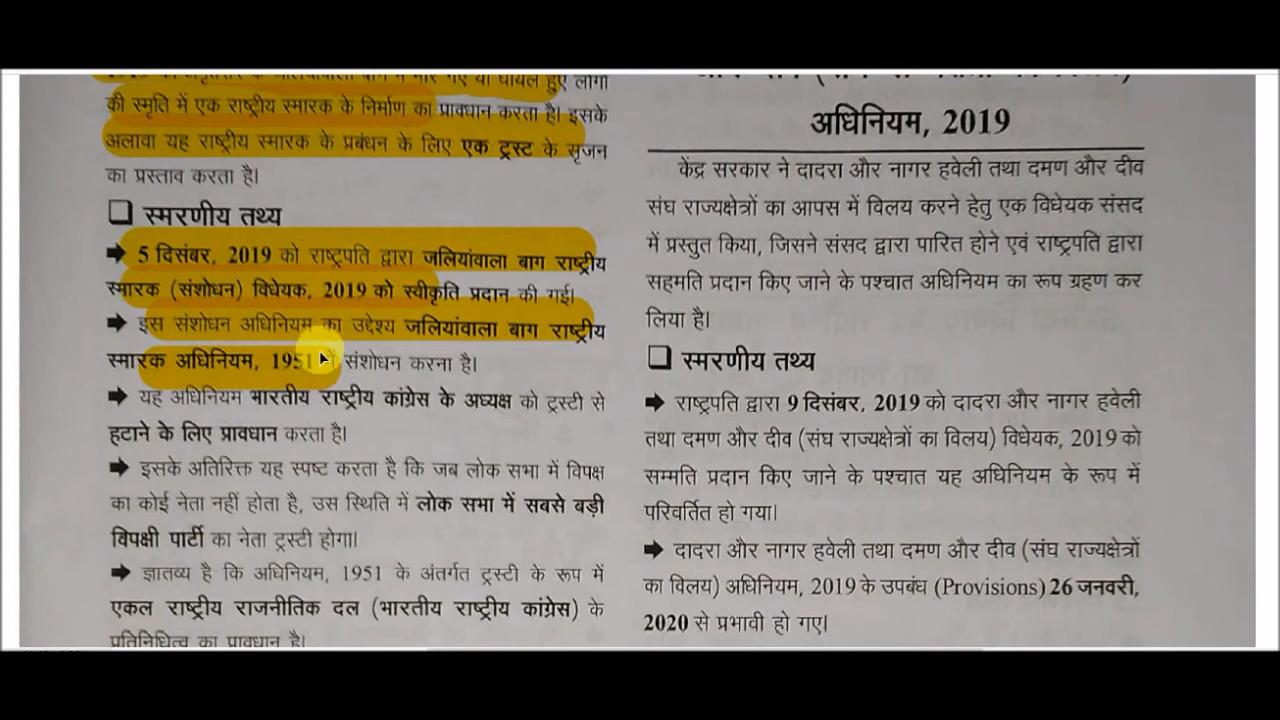 की स्मृति में एक राष्ट्रीय स्मारक के निर्माण का प्रावधान करता है। इसके
अलावा यह राष्ट्रीय स्मारक के प्रबंधन के लिए एक ट्रस्ट के सृजन
का प्रस्ताव करता है।
❑ स्मरणीय तथ्य
➡ 5 दिसंबर, 2019 को राष्ट्रपति द्वारा जलियांवाला बाग राष्ट्रीय
स्मारक (संशोधन) विधेयक, 2019 को स्वीकृति प्रदान की गई।
➡ इस संशोधन अधिनियम का उद्देश्य जलियांवाला बाग राष्ट्रीय
स्मारक अधिनियम, 1951 में संशोधन करना है।
➡ यह अधिनियम भारतीय राष्ट्रीय कांग्रेस के अध्यक्ष को ट्रस्टी से
हटाने के लिए प्रावधान करता है।
➡ इसके अतिरिक्त यह स्पष्ट करता है कि जब लोक सभा में विपक्ष
का कोई नेता नहीं होता है, उस स्थिति में लोक सभा में सबसे बड़ी
विपक्षी पार्टी का नेता ट्रस्टी होगा।
➡ ज्ञातव्य है कि अधिनियम, 1951 के अंतर्गत ट्रस्टी के रूप में
एकल राष्ट्रीय राजनीतिक दल (भारतीय राष्ट्रीय कांग्रेस) के
प्रतिनिधित्व का प्रावधान है।
अधिनियम, 2019
केंद्र सरकार ने दादरा और नागर हवेली तथा दमण और दीव
संघ राज्यक्षेत्रों का आपस में विलय करने हेतु एक विधेयक संसद
में प्रस्तुत किया, जिसने संसद द्वारा पारित होने एवं राष्ट्रपति द्वारा
सहमति प्रदान किए जाने के पश्चात अधिनियम का रूप ग्रहण कर
लिया है।
❑ स्मरणीय तथ्य
➡ राष्ट्रपति द्वारा 9 दिसंबर, 2019 को दादरा और नागर हवेली
तथा दमण और दीव (संघ राज्यक्षेत्रों का विलय) विधेयक, 2019 को
सम्मति प्रदान किए जाने के पश्चात यह अधिनियम के रूप में
परिवर्तित हो गया।
➡ दादरा और नागर हवेली तथा दमण और दीव (संघ राज्यक्षेत्रों
का विलय) अधिनियम, 2019 के उपबंध (Provisions) 26 जनवरी,
2020 से प्रभावी हो गए।